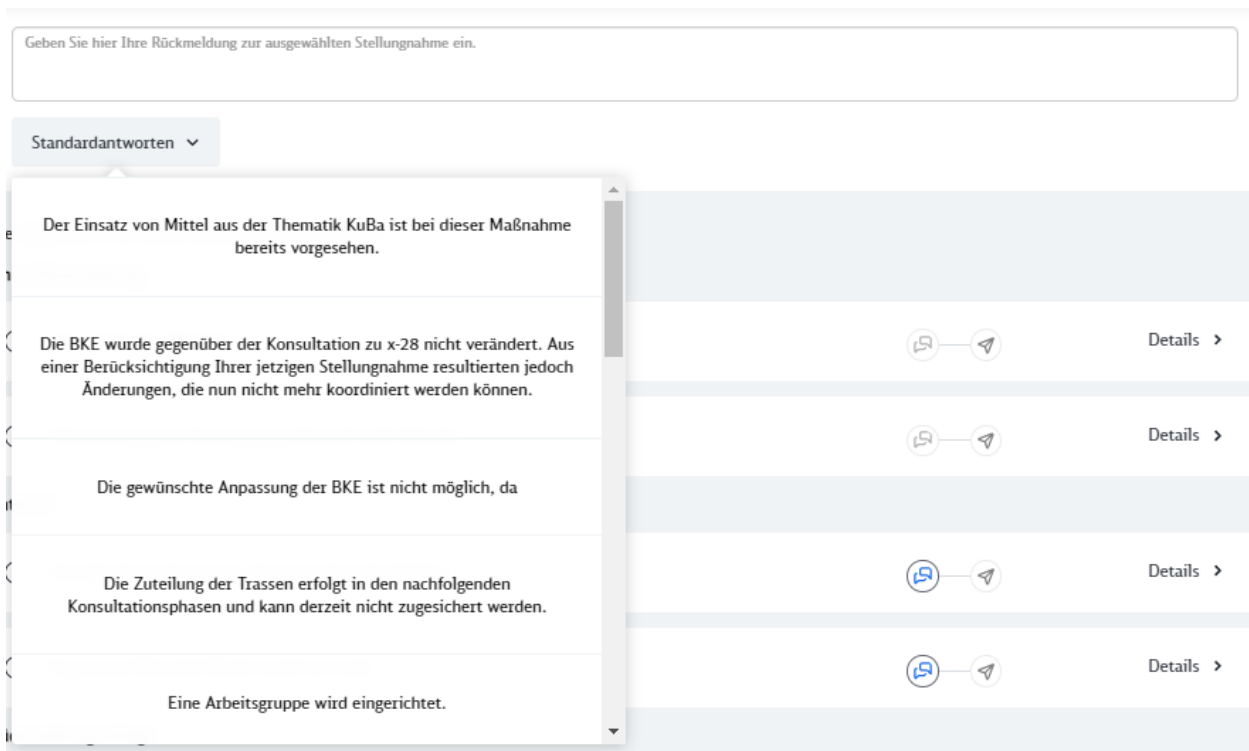 Geben Sie hier Ihre Rückmeldung zur ausgewählten Stellungnahme ein.
Standardantworten
Der Einsatz von Mittel aus der Thematik KuBa ist bei dieser Maßnahme
bereits vorgesehen.
Die BKE wurde gegenüber der Konsultation zu x-28 nicht verändert. Aus
einer Berücksichtigung Ihrer jetzigen Stellungnahme resultierten jedoch
Änderungen, die nun nicht mehr koordiniert werden können.
Details
Details
Die gewünschte Anpassung der BKE ist nicht möglich, da
Die Zuteilung der Trassen erfolgt in den nachfolgenden
Konsultationsphasen und kann derzeit nicht zugesichert werden.
Details
Details
Eine Arbeitsgruppe wird eingerichtet.